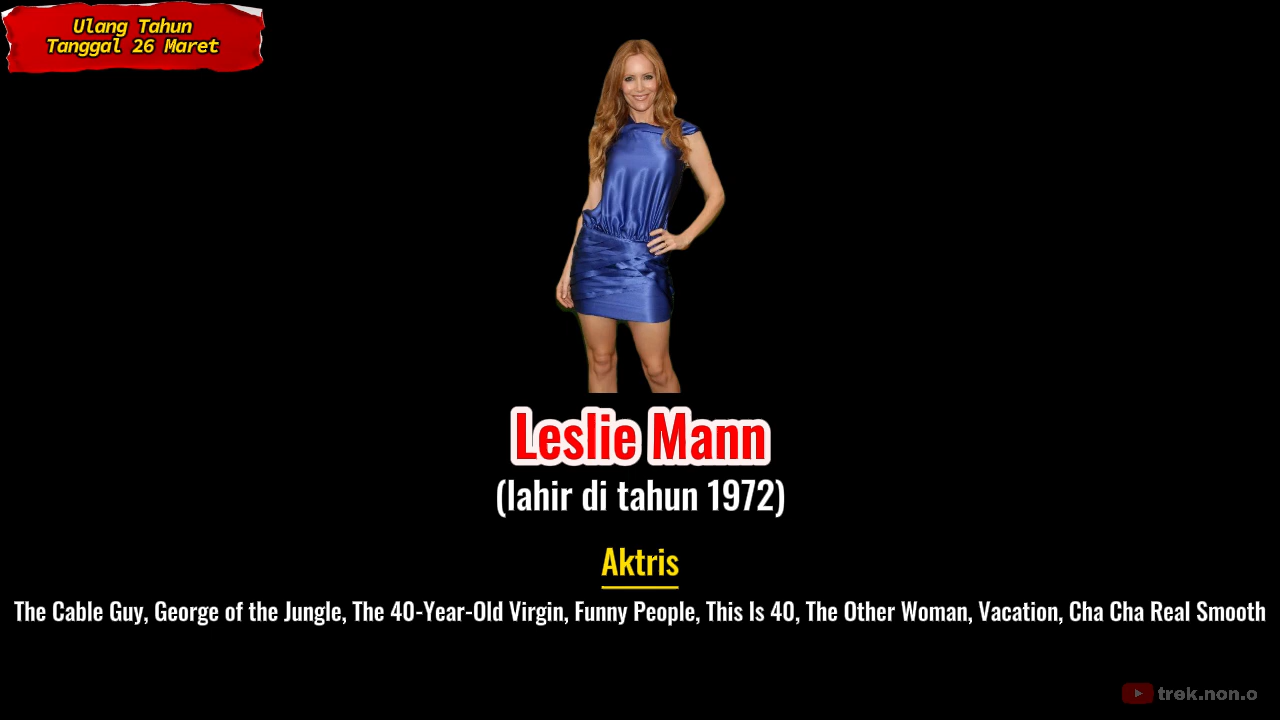 Ulang Tahun
Tanggal 26 Maret
Leslie Mann
(lahir di tahun 1972)
Aktris
The Cable Guy, George of the Jungle, The 40-Year-Old Virgin, Funny People, This Is 40, The Other Woman, Vacation, Cha Cha Real Smooth
trek.non.o